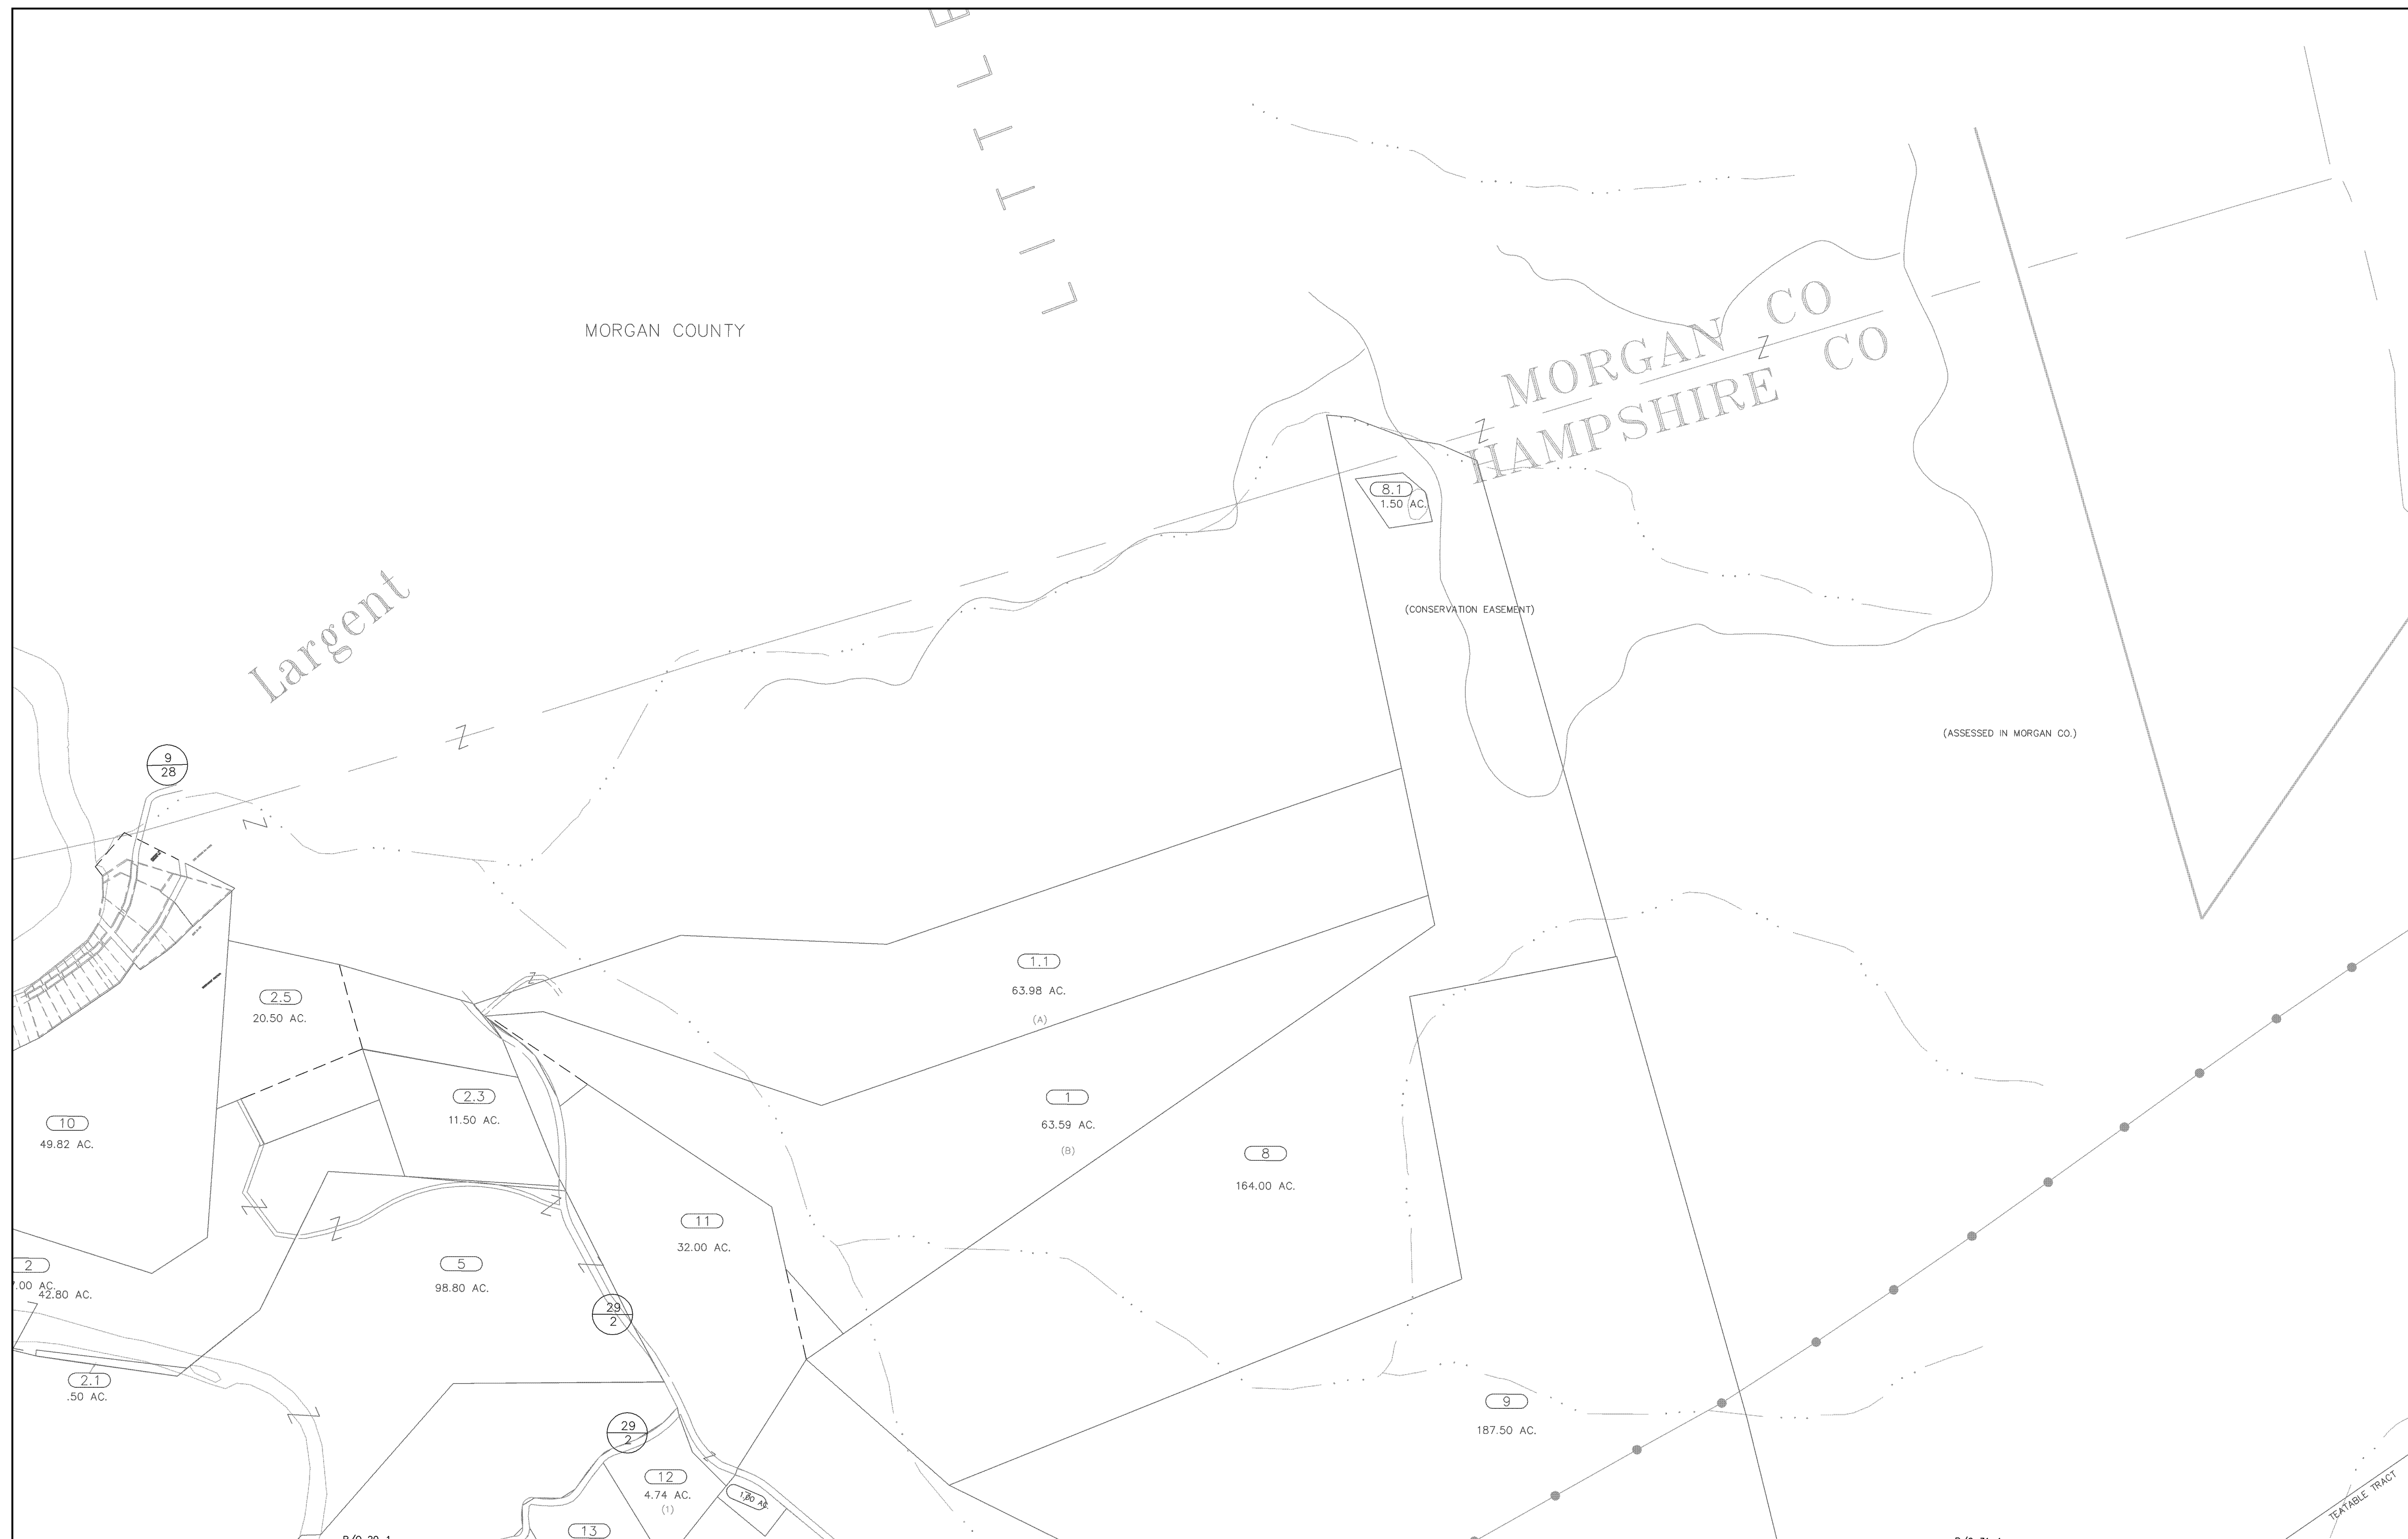 LITTLE
MORGAN COUNTY
MORGAN CO
HAMPSHIRE CO
8.1
1.50 AC.
Largent
(CONSERVATION EASEMENT)
(ASSESSED IN MORGAN CO.)
9
28
1.1
63.98 AC.
(A)
2.5
20.50 AC.
2.3
11.50 AC.
1
63.59 AC.
(B)
10
49.82 AC.
8
164.00 AC.
11
32.00 AC.
2
.00 AC.
42.80 AC.
5
98.80 AC.
29
2
2.1
.50 AC.
9
187.50 AC.
29
2
12
4.74 AC.
(1)
13
TEATABLE TRACT